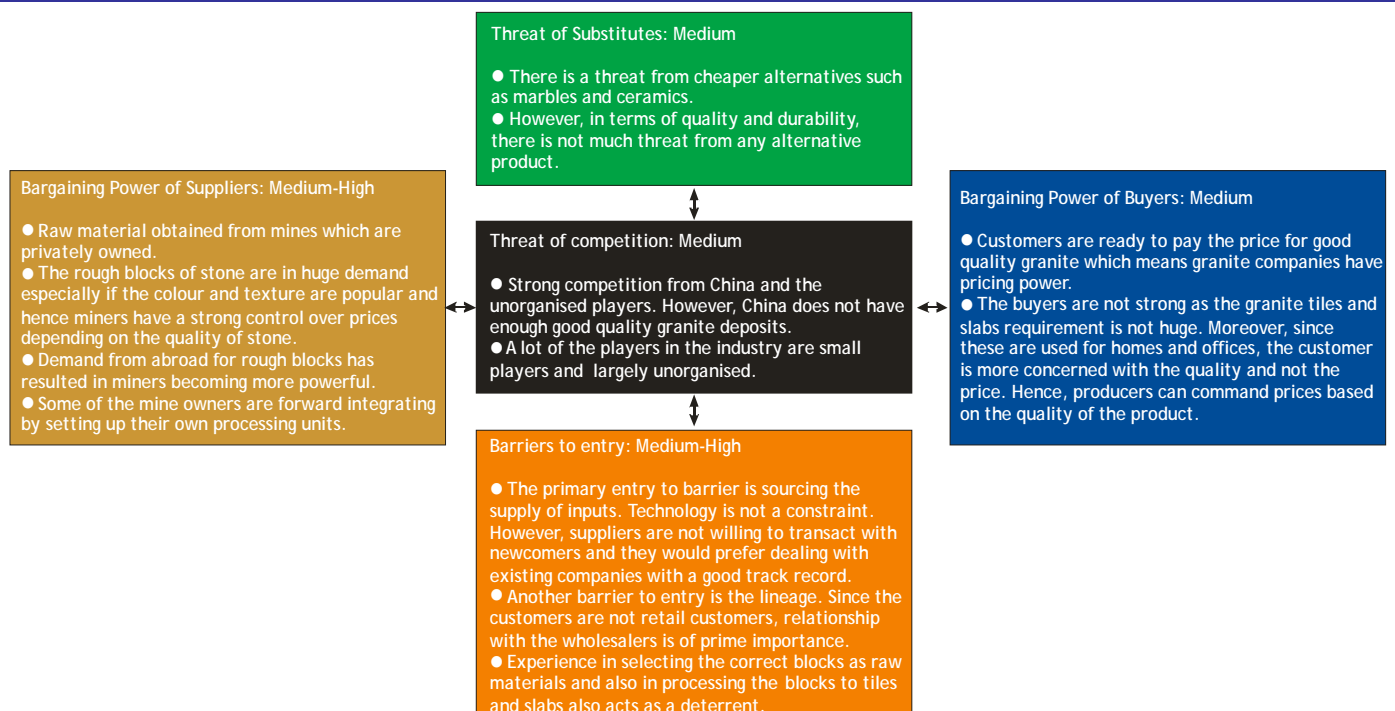 Threat of Substitutes: Medium
● There is a threat from cheaper alternatives such
as marbles and ceramics.
● However, in terms of quality and durability,
there is not much threat from any alternative
product.
Bargaining Power of Suppliers: Medium-High
● Raw material obtained from mines which are
privately owned.
● The rough blocks of stone are in huge demand
especially if the colour and texture are popular and
hence miners have a strong control over prices
depending on the quality of stone.
● Demand from abroad for rough blocks has
resulted in miners becoming more powerful.
● Some of the mine owners are forward integrating
by setting up their own processing units.
Threat of competition: Medium
● Strong competition from China and the
unorganised players. However, China does not have
enough good quality granite deposits.
● A lot of the players in the industry are small
players and largely unorganised.
Bargaining Power of Buyers: Medium
● Customers are ready to pay the price for good
quality granite which means granite companies have
pricing power.
● The buyers are not strong as the granite tiles and
slabs requirement is not huge. Moreover, since
these are used for homes and offices, the customer
is more concerned with the quality and not the
price. Hence, producers can command prices based
on the quality of the product.
Barriers to entry: Medium-High
● The primary entry to barrier is sourcing the
supply of inputs. Technology is not a constraint.
However, suppliers are not willing to transact with
newcomers and they would prefer dealing with
existing companies with a good track record.
● Another barrier to entry is the lineage. Since the
customers are not retail customers, relationship
with the wholesalers is of prime importance.
● Experience in selecting the correct blocks as raw
materials and also in processing the blocks to tiles
and slabs also acts as a deterrent.